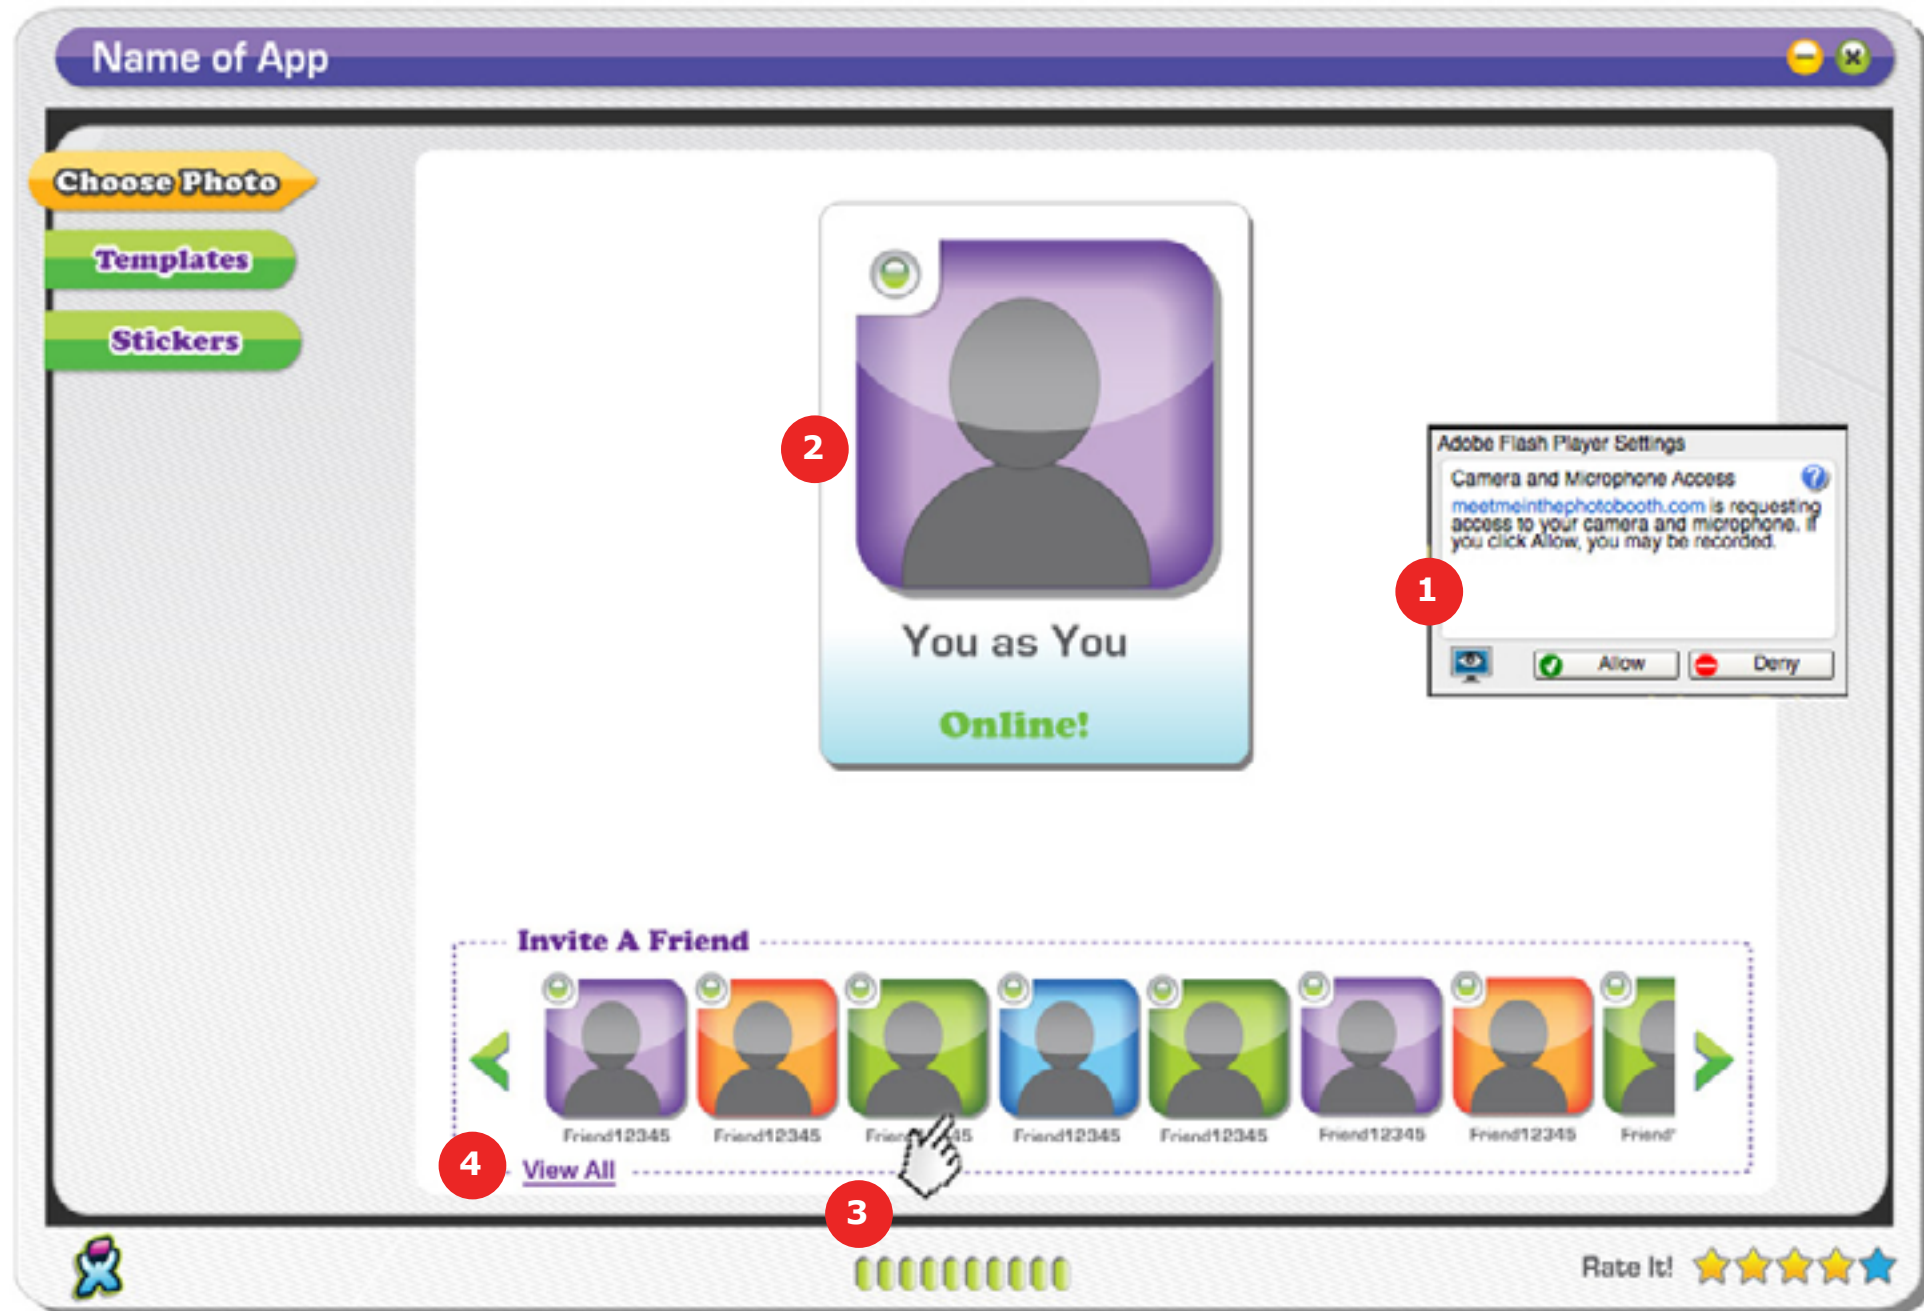 Name of App
Choose Photo
Templates
Stickers
2
You as You
Online!
Adobe Flash Player Settings
Camera and Microphone Access
meetmeinthephotobooth.com is requesting
access to your camera and microphone. If
you click Allow, you may be recorded.
1
Allow
Deny
Invite A Friend
Friend12345
Friend12345
Friend12345
Friend12345
Friend12345
Friend12345
Friend
4
View All
3
Rate It!